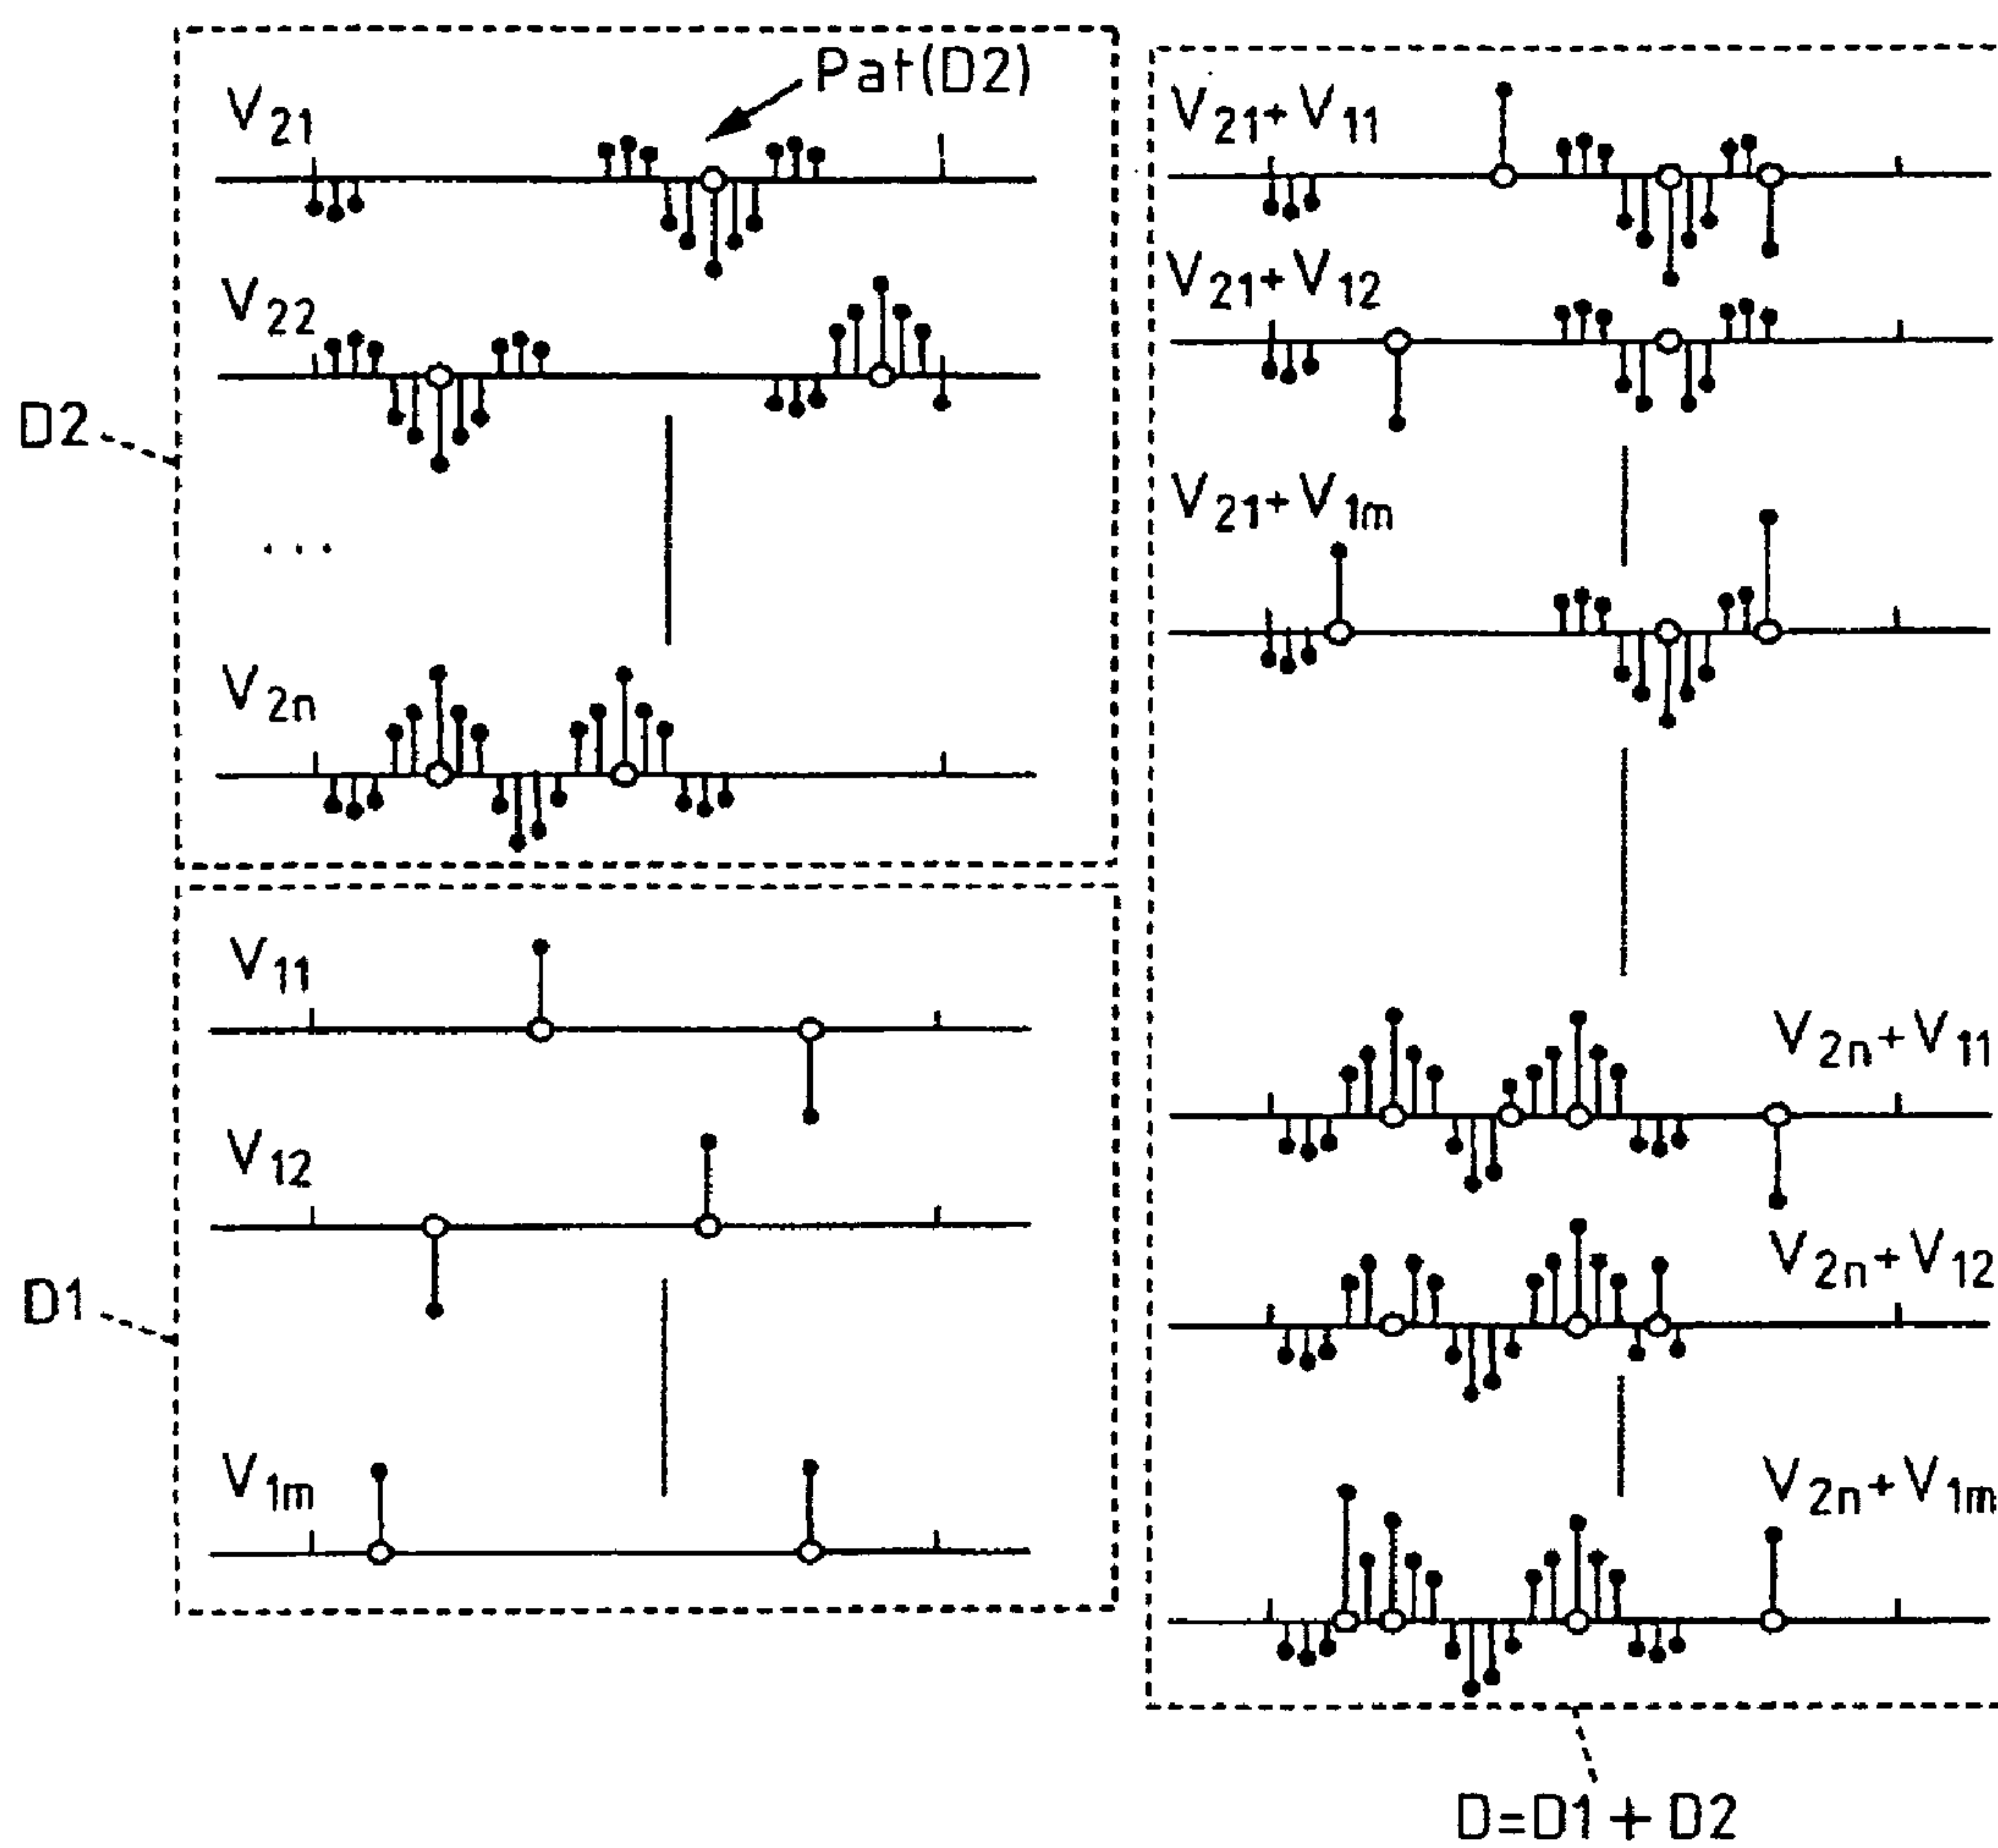 Pat(D2)
V21
V22
D2
...
V2n
V11
V12
D1
V1m
V21+V11
V21+V12
V21+V1m
V2n+V11
V2n+V12
V2n+V1m
D=D1+D2